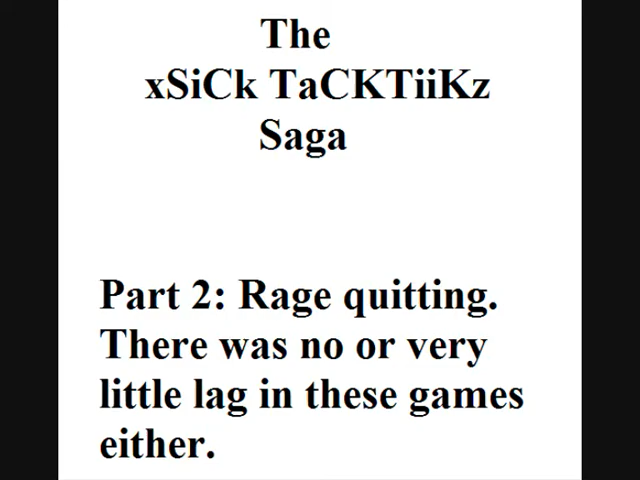 The
xSiCk TaCKTiiKz
Saga
Part 2: Rage quitting.
There was no or very
little lag in these games
either.